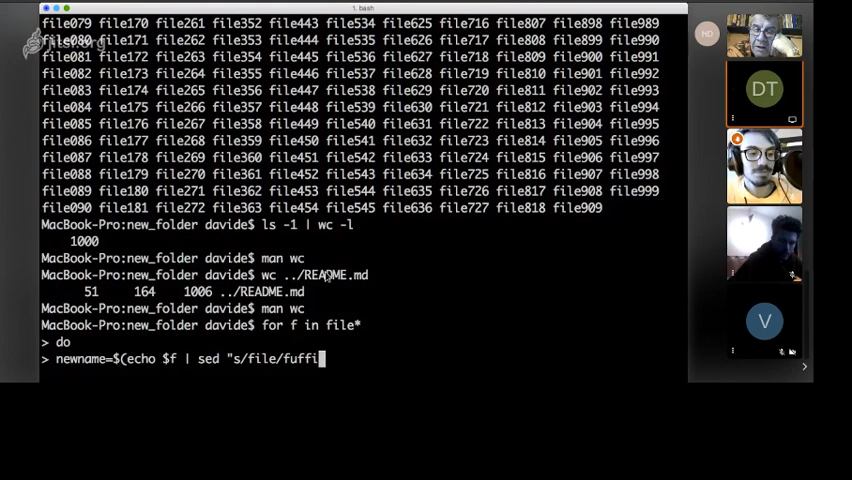 1. bash
file079 file170 file261 file352 file443 file534 file625 file716 file807 file898 file989
file080 file171 file262 file353 file444 file535 file626 file717 file808 file899 file990
file081 file172 file263 file354 file445 file536 file627 file718 file809 file900 file991
file082 file173 file264 file355 file446 file537 file628 file719 file810 file901 file992
file083 file174 file265 file356 file447 file538 file629 file720 file811 file902 file993
file084 file175 file266 file357 file448 file539 file630 file721 file812 file903 file994
file085 file176 file267 file358 file449 file540 file631 file722 file813 file904 file995
file086 file177 file268 file359 file450 file541 file632 file723 file814 file905 file996
file087 file178 file269 file360 file451 file542 file633 file724 file815 file906 file997
file088 file179 file270 file361 file452 file543 file634 file725 file816 file907 file998
file089 file180 file271 file362 file453 file544 file635 file726 file817 file908 file999
file090 file181 file272 file363 file454 file545 file636 file727 file818 file909
MacBook-Pro:new_folder davide$ ls -1 | wc -l
1000
MacBook-Pro:new_folder davide$ man wc
MacBook-Pro:new_folder davide$ wc ../README.md
51 164 1006 ../README.md
MacBook-Pro:new_folder davide$ man wc
MacBook-Pro:new_folder davide$ for f in file*
> do
> newname=$(echo $f | sed "s/file/fuffi
jitsi.org
HD
DT
V